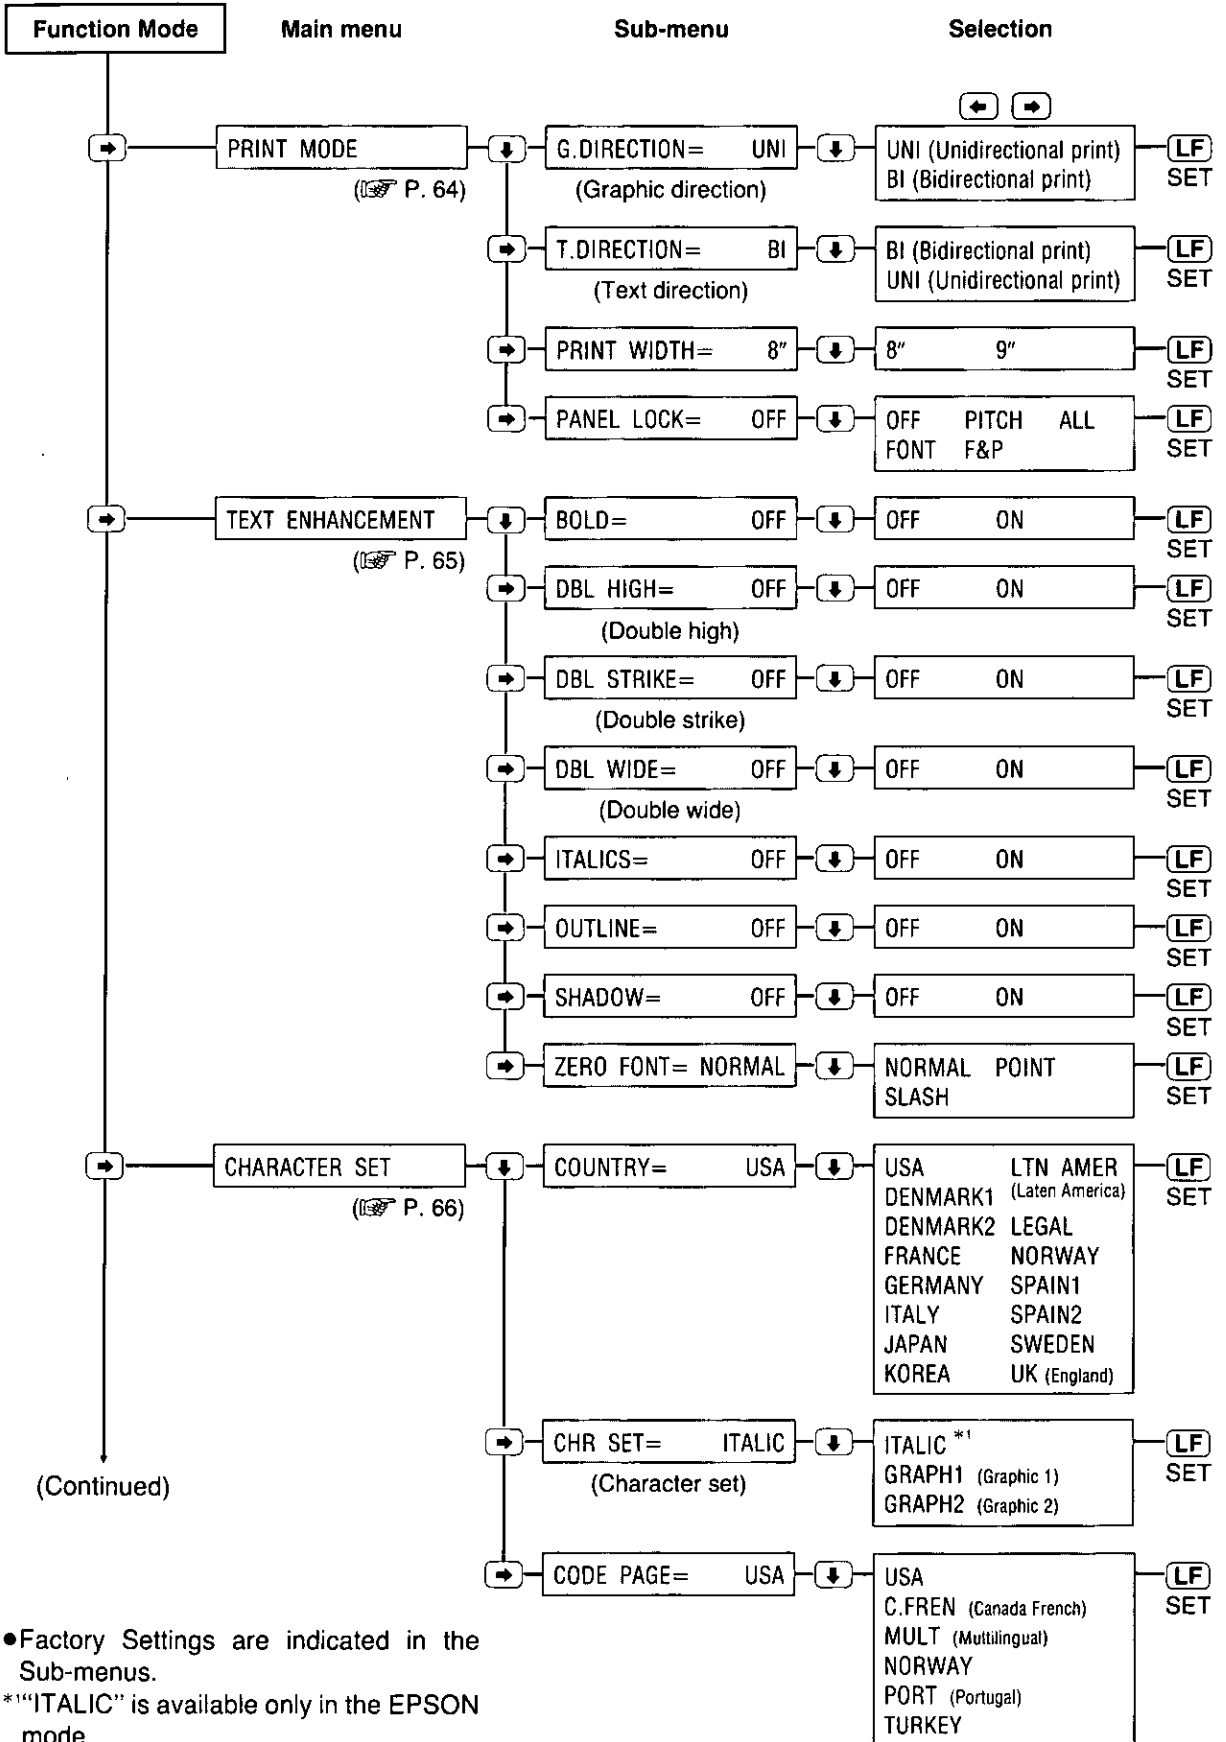 Function Mode Main menu Sub-menu Selection
PRINT MODE G.DIRECTION= UNI UNI (Unidirectional print) LF
(P. 64) (Graphic direction) BI (Bidirectional print) SET
T.DIRECTION= BI BI (Bidirectional print) LF
(Text direction) UNI (Unidirectional print) SET
PRINT WIDTH= 8″ 8″ 9″ LF
SET
PANEL LOCK= OFF OFF PITCH ALL LF
FONT F&P SET
TEXT ENHANCEMENT BOLD= OFF OFF ON LF
(P. 65) SET
DBL HIGH= OFF OFF ON LF
(Double high) SET
DBL STRIKE= OFF OFF ON LF
(Double strike) SET
DBL WIDE= OFF OFF ON LF
(Double wide) SET
ITALICS= OFF OFF ON LF
SET
OUTLINE= OFF OFF ON LF
SET
SHADOW= OFF OFF ON LF
SET
ZERO FONT= NORMAL NORMAL POINT LF
SLASH SET
CHARACTER SET COUNTRY= USA USA LTN AMER LF
(P. 66) DENMARK1 (Laten America) SET
DENMARK2 LEGAL
FRANCE NORWAY
GERMANY SPAIN1
ITALY SPAIN2
JAPAN SWEDEN
KOREA UK (England)
CHR SET= ITALIC ITALIC *1 LF
(Continued) (Character set) GRAPH1 (Graphic 1) SET
GRAPH2 (Graphic 2)
CODE PAGE= USA USA LF
C.FREN (Canada French) SET
MULT (Multilingual)
NORWAY
PORT (Portugal)
TURKEY
●Factory Settings are indicated in the
Sub-menus.
*1“ITALIC” is available only in the EPSON
mode